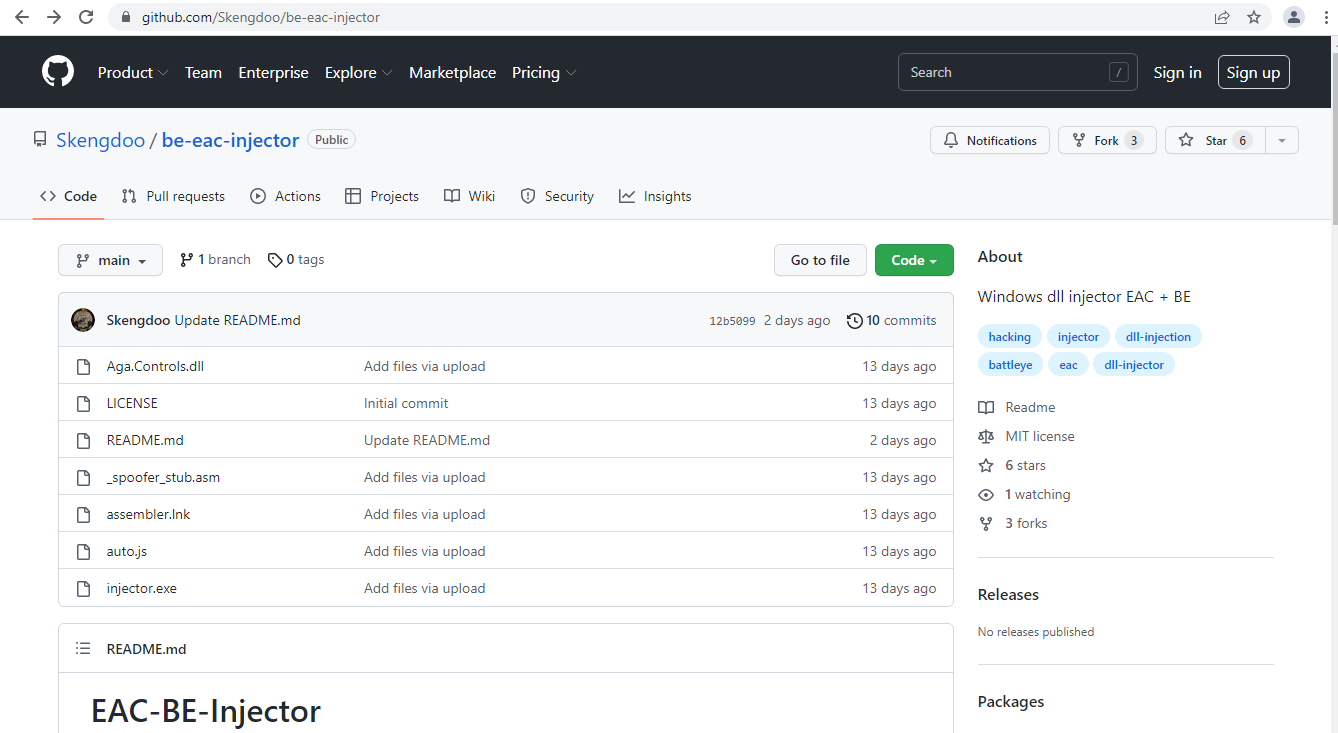 github.com/Skengdoo/be-eac-injector
Product Team Enterprise Explore Marketplace Pricing Search / Sign in Sign up
Skengdoo / be-eac-injector Public Notifications Fork 3 Star 6
Code Pull requests Actions Projects Wiki Security Insights
main 1 branch 0 tags Go to file Code
About
Windows dll injector EAC + BE
hacking injector dll-injection
battleye eac dll-injector
Readme
MIT license
6 stars
1 watching
3 forks
Releases
No releases published
Packages
Skengdoo Update README.md 12b5099 2 days ago 10 commits
Aga.Controls.dll Add files via upload 13 days ago
LICENSE Initial commit 13 days ago
README.md Update README.md 2 days ago
_spoofer_stub.asm Add files via upload 13 days ago
assembler.lnk Add files via upload 13 days ago
auto.js Add files via upload 13 days ago
injector.exe Add files via upload 13 days ago
README.md
EAC-BE-Injector